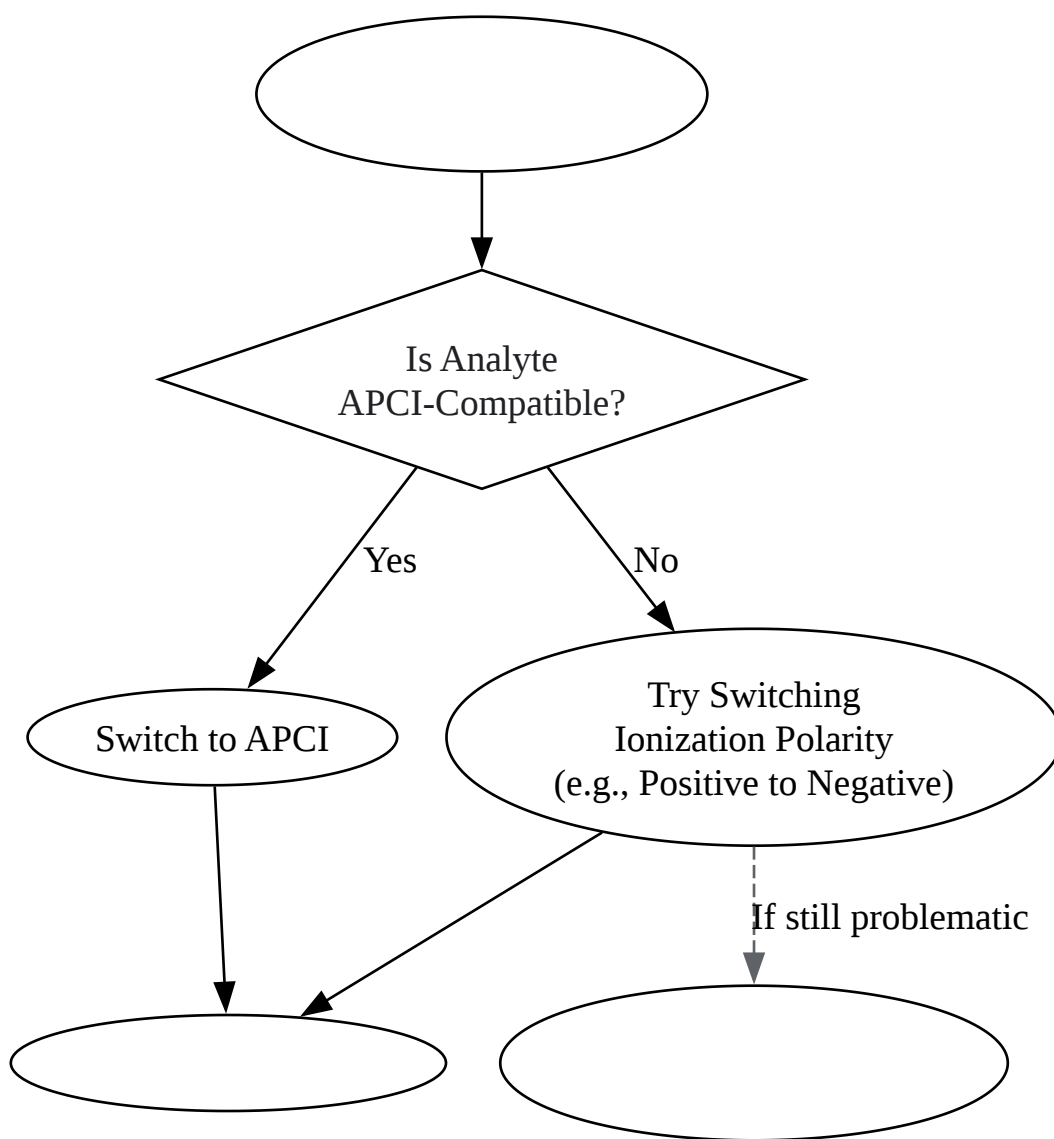 Is Analyte
APCI-Compatible?
Yes
No
Switch to APCI
Try Switching
Ionization Polarity
(e.g., Positive to Negative)
If still problematic